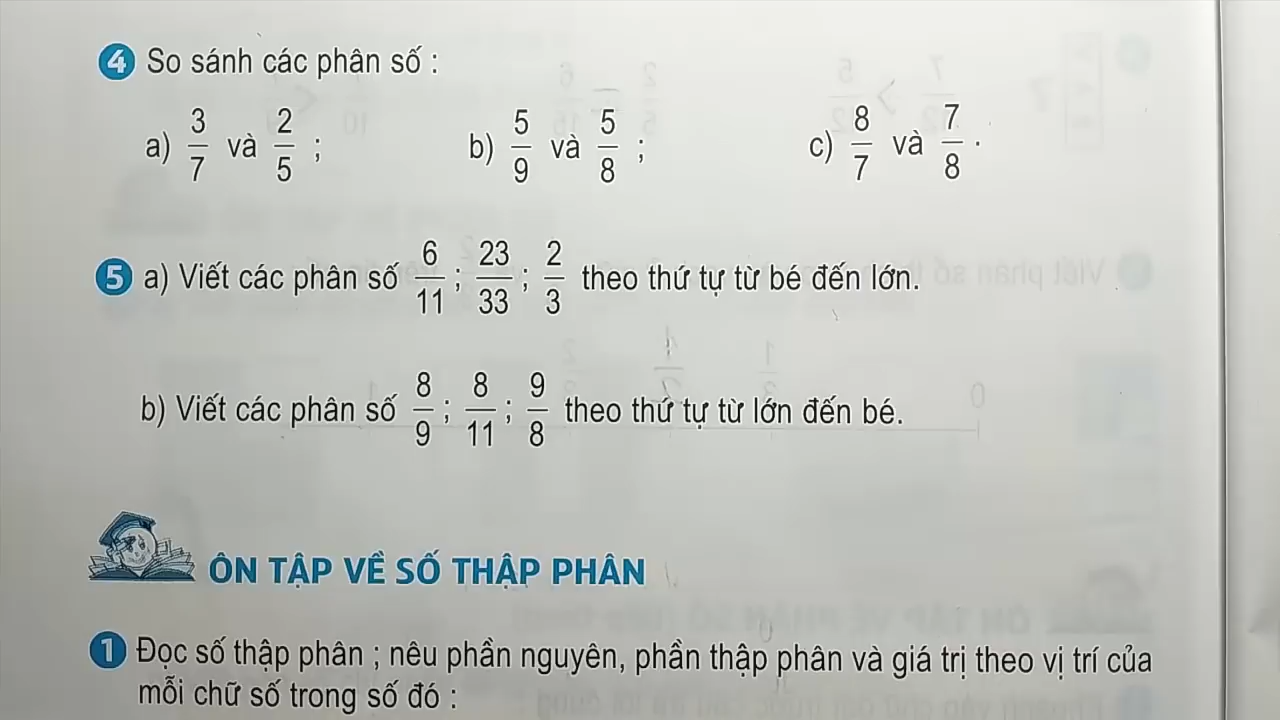 4 So sánh các phân số :
a) 3/7 và 2/5 ; b) 5/9 và 5/8 ; c) 8/7 và 7/8 .
5 a) Viết các phân số 6/11 ; 23/33 ; 2/3 theo thứ tự từ bé đến lớn.
b) Viết các phân số 8/9 ; 8/11 ; 9/8 theo thứ tự từ lớn đến bé.
ÔN TẬP VỀ SỐ THẬP PHÂN
1 Đọc số thập phân ; nêu phần nguyên, phần thập phân và giá trị theo vị trí của
mỗi chữ số trong số đó :